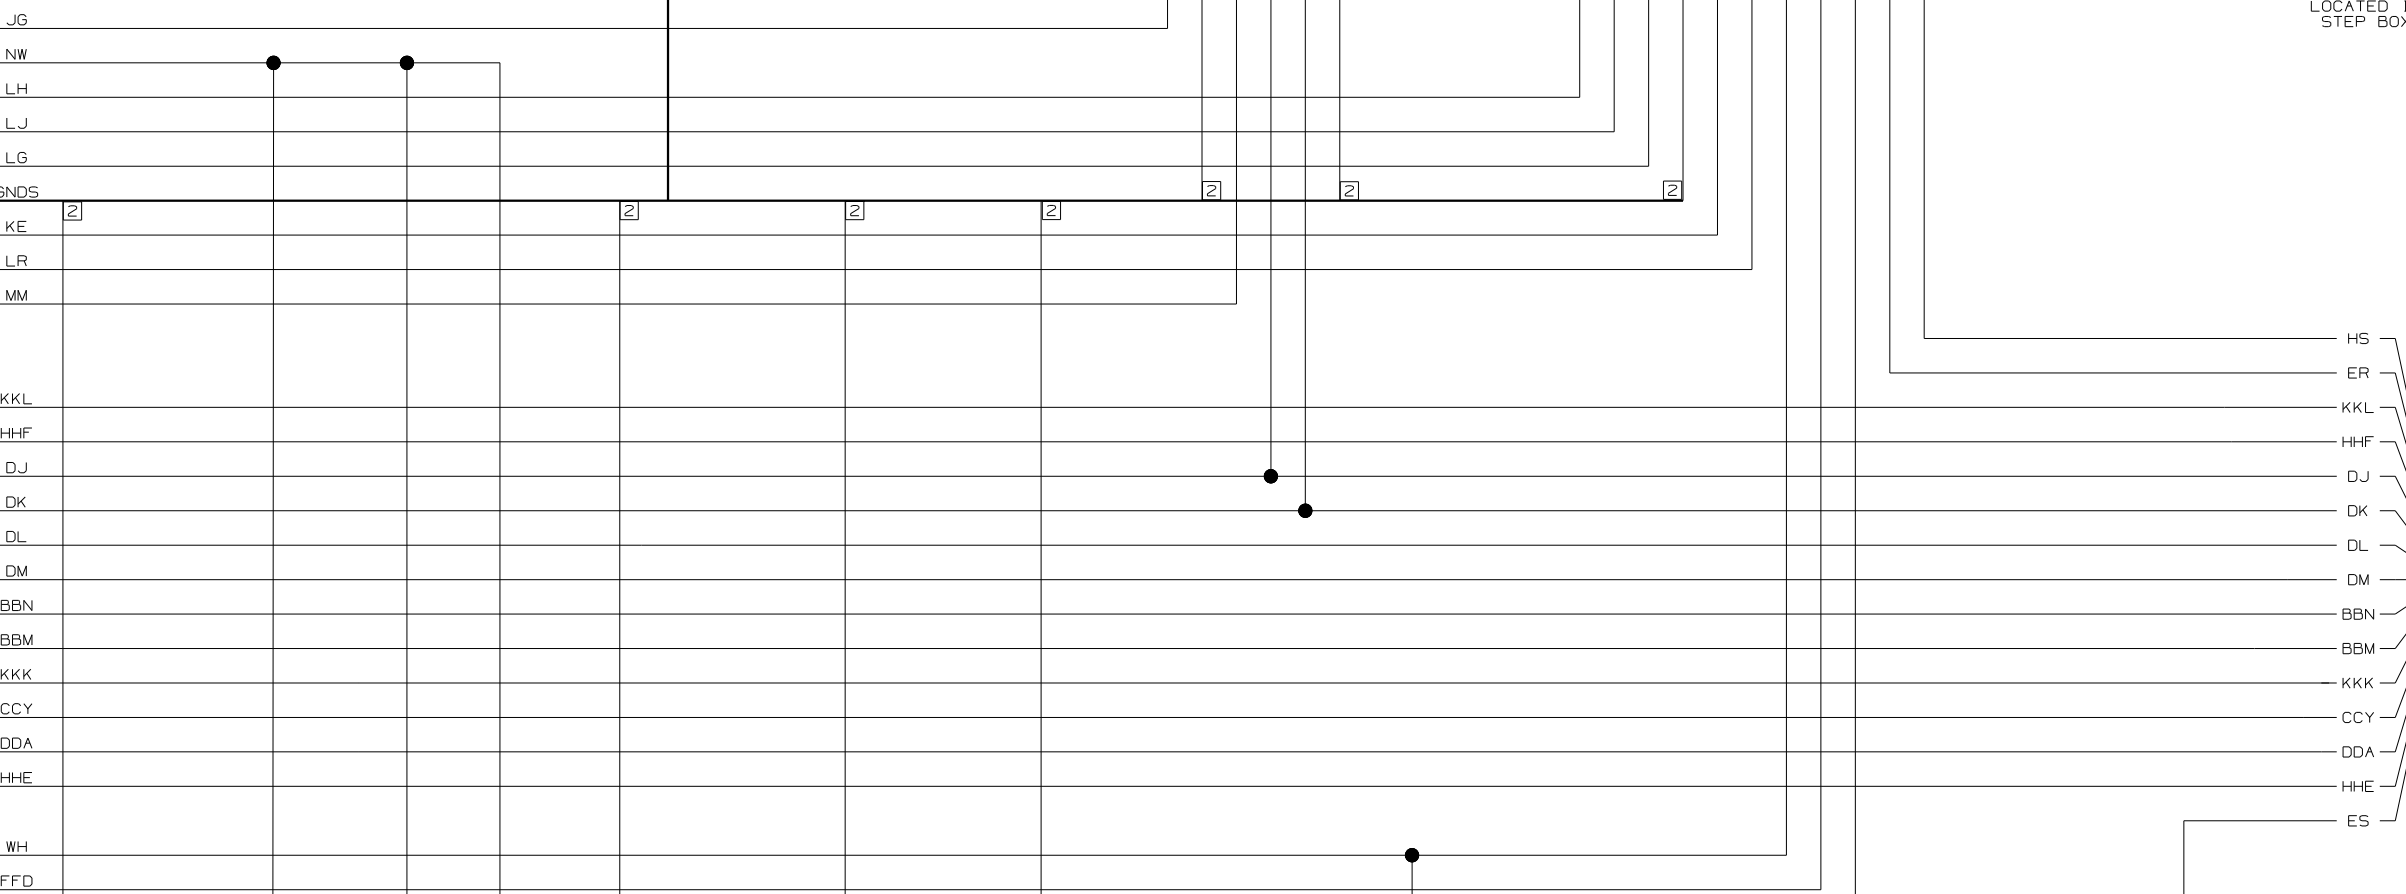 JG
NW
LH
LJ
LG
GNDS
2 2 2
2 2 2 2
KE
LR
MM
KKL
HHF
DJ
DK
DL
DM
BBN
BBM
KKK
CCY
DDA
HHE
WH
FFD
LOCATED
STEP BOX
HS
ER
KKL
HHF
DJ
DK
DL
DM
BBN
BBM
KKK
CCY
DDA
HHE
ES